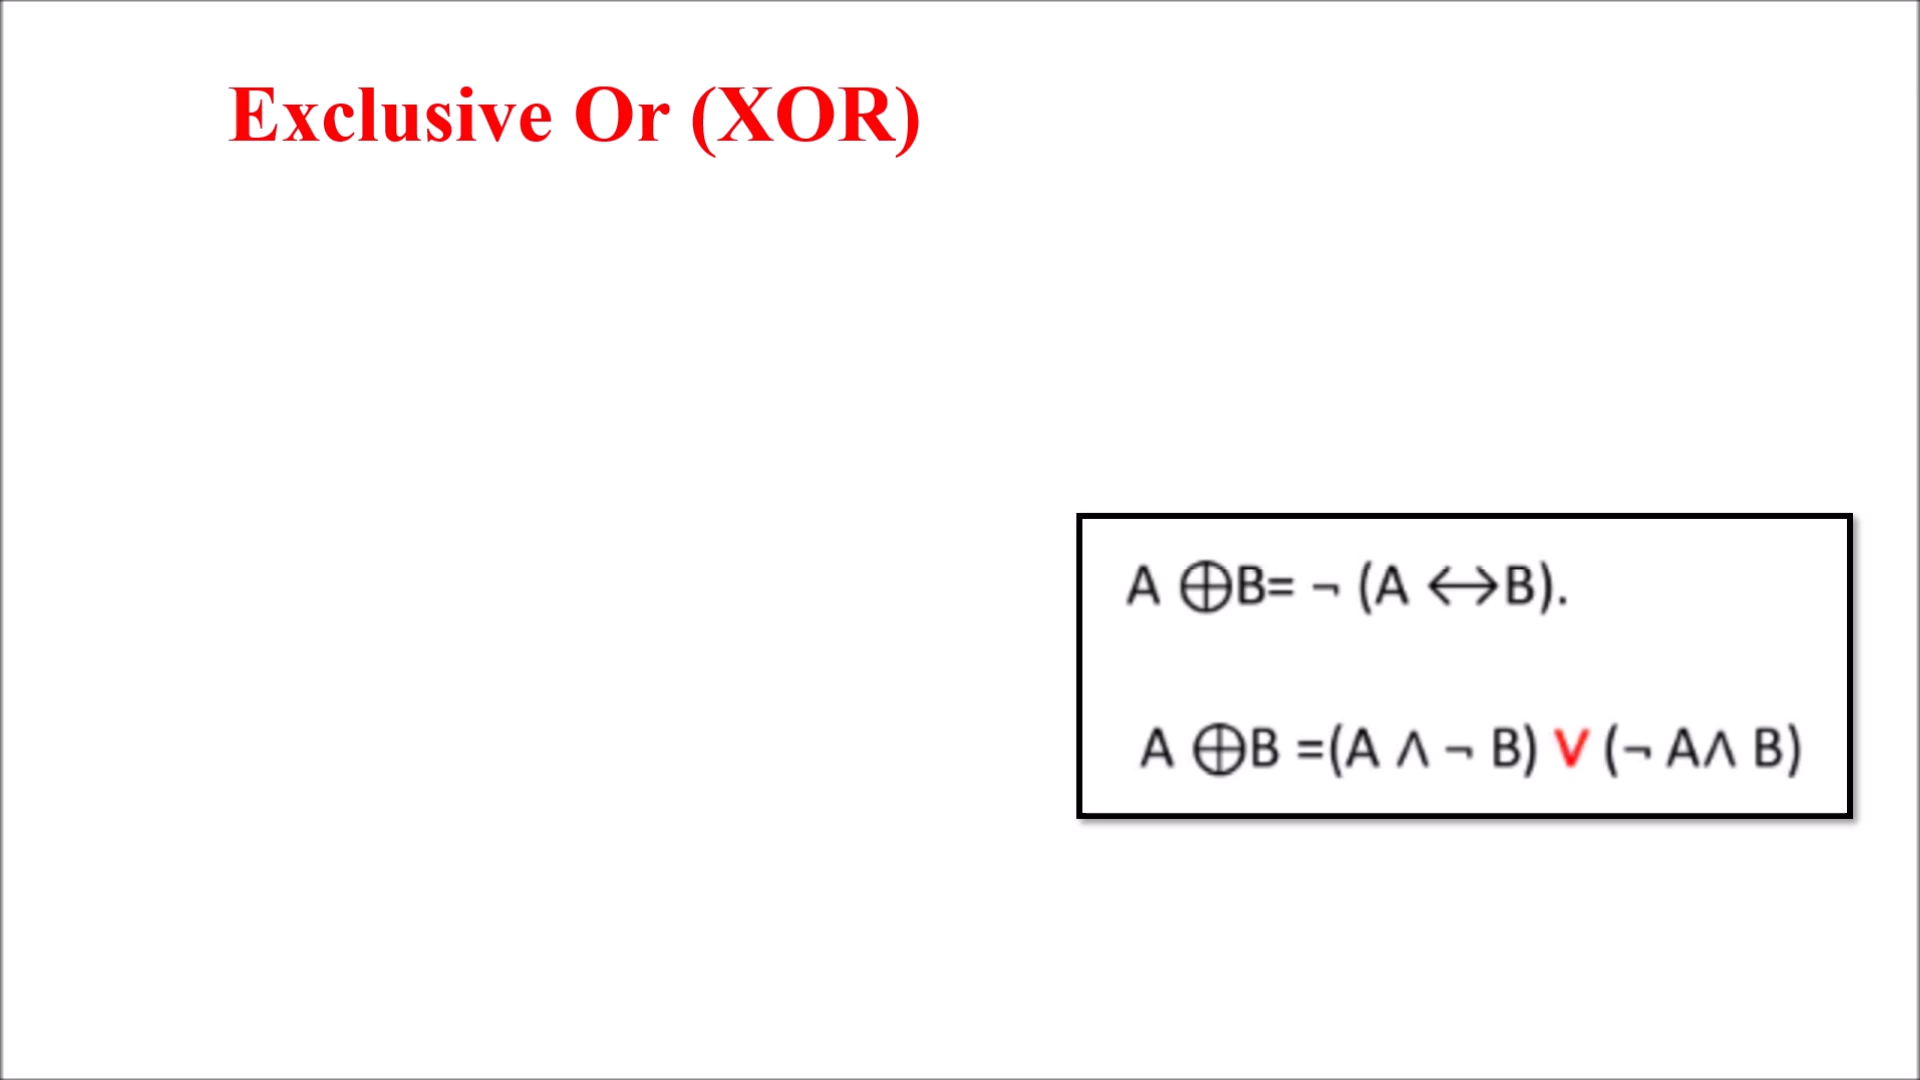 Exclusive Or (XOR)
A ⊕B= ¬ (A ↔B).
A ⊕B =(A ∧ ¬ B) ∨ (¬ A∧ B)